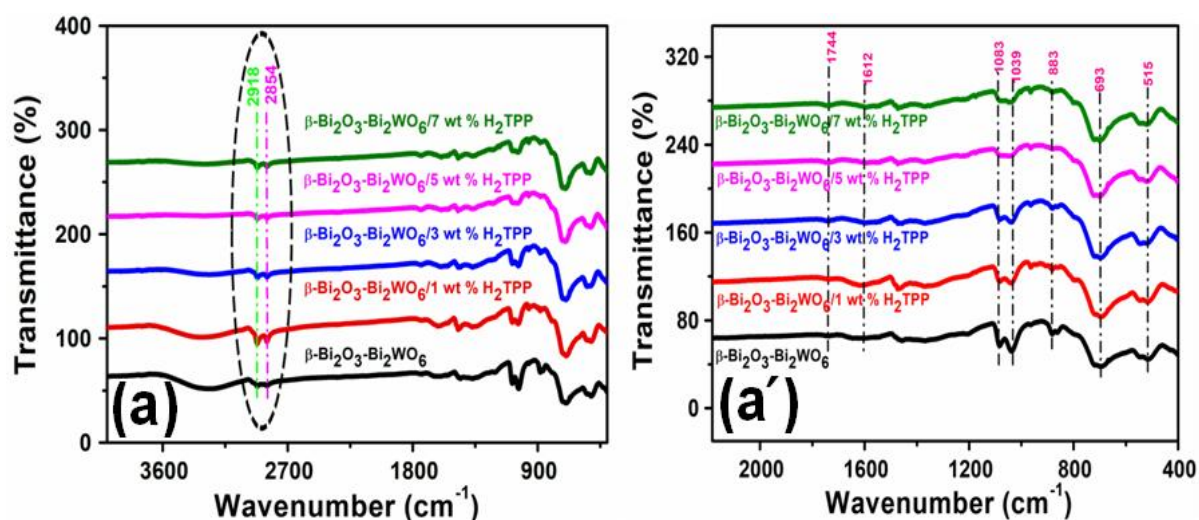 400
300
200
100
0
Transmittance (%)
2918
2854
β-Bi2O3-Bi2WO6/7 wt % H2TPP
β-Bi2O3-Bi2WO6/5 wt % H2TPP
β-Bi2O3-Bi2WO6/3 wt % H2TPP
β-Bi2O3-Bi2WO6/1 wt % H2TPP
β-Bi2O3-Bi2WO6
(a)
3600 2700 1800 900
Wavenumber (cm-1)
320
240
160
80
0
Transmittance (%)
1744
1612
1083
1039
883
693
515
β-Bi2O3-Bi2WO6/7 wt % H2TPP
β-Bi2O3-Bi2WO6/5 wt % H2TPP
β-Bi2O3-Bi2WO6/3 wt % H2TPP
β-Bi2O3-Bi2WO6/1 wt % H2TPP
β-Bi2O3-Bi2WO6
(a´)
2000 1600 1200 800 400
Wavenumber (cm-1)